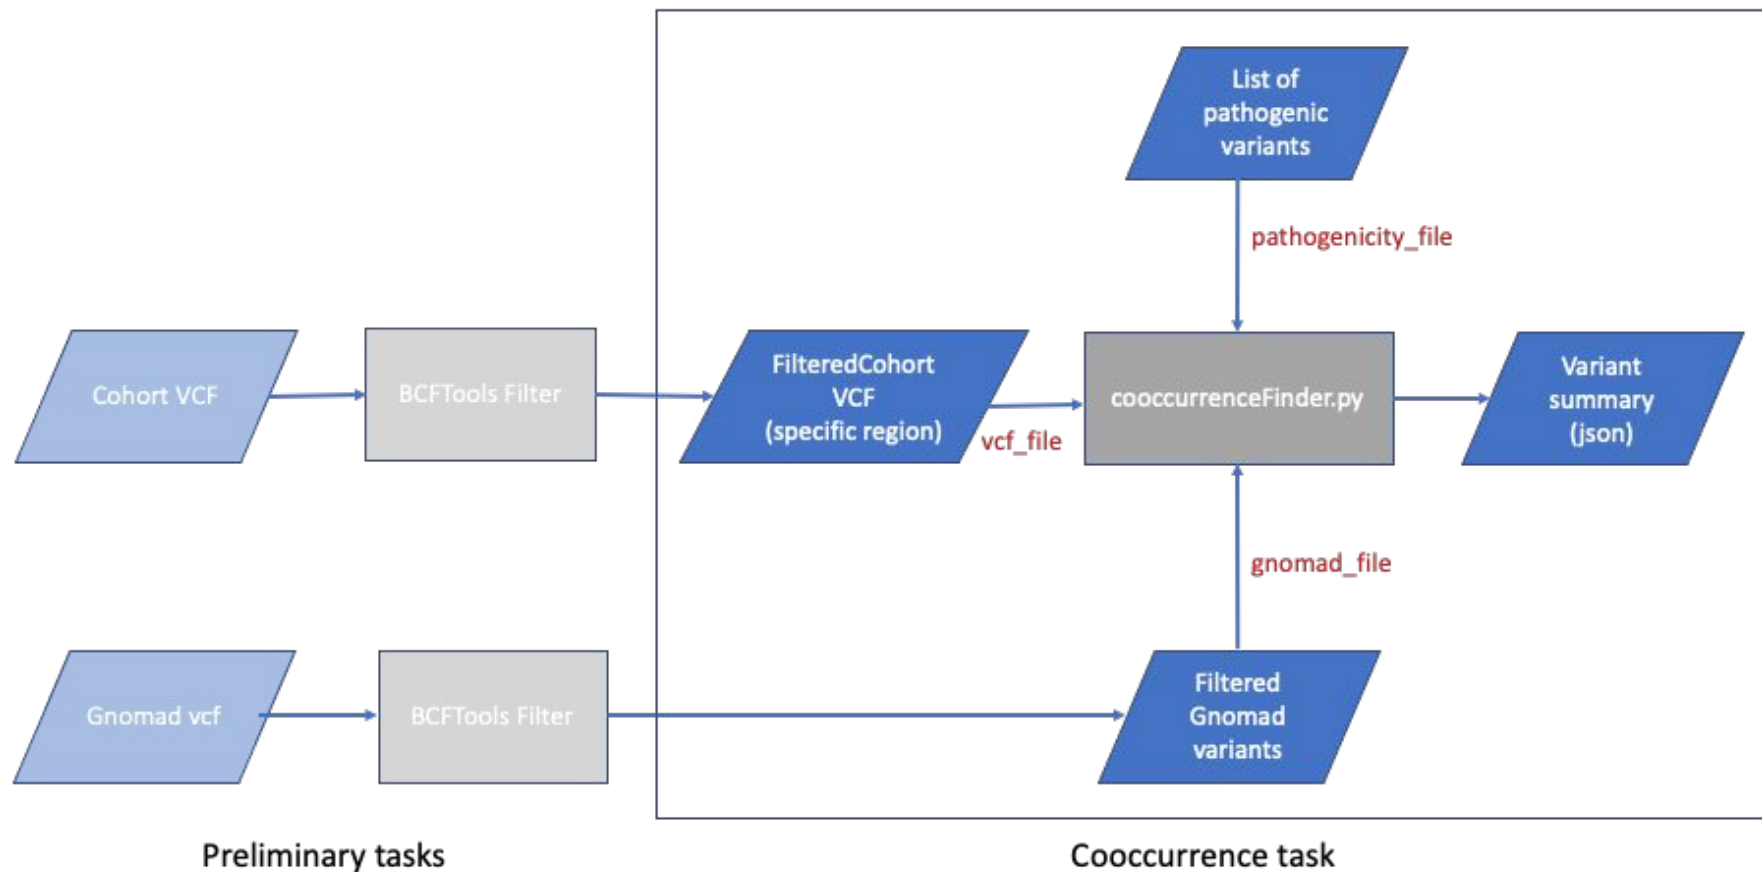 List of
pathogenic
variants
pathogenicity_file
Cohort VCF
BCFTools Filter
FilteredCohort
VCF
(specific region)
vcf_file
cooccurrenceFinder.py
Variant
summary
(json)
gnomad_file
Gnomad vcf
BCFTools Filter
Filtered
Gnomad
variants
Preliminary tasks
Cooccurrence task